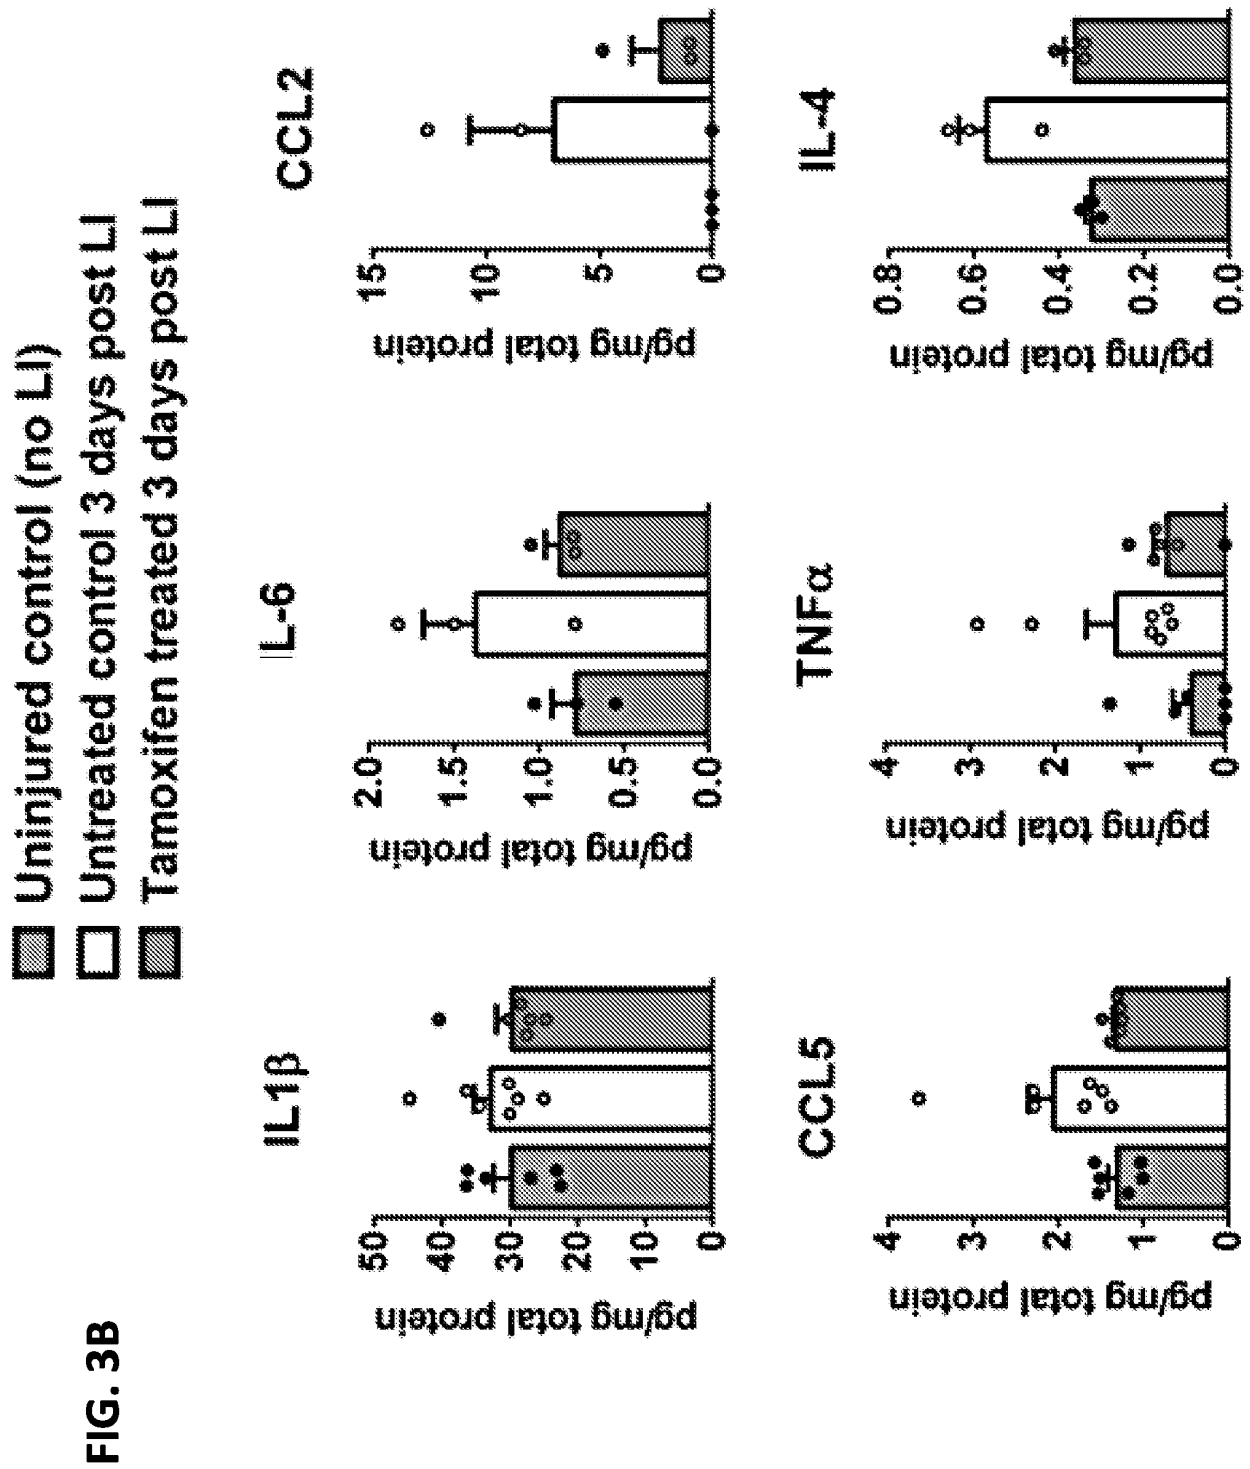 FIG. 3B
Uninjured control (no LI)
Untreated control 3 days post LI
Tamoxifen treated 3 days post LI
IL1β
pg/mg total protein
50
40
30
20
10
0
IL-6
pg/mg total protein
2.0
1.5
1.0
0.5
0.0
CCL2
pg/mg total protein
15
10
5
0
CCL5
pg/mg total protein
4
3
2
1
0
TNFα
pg/mg total protein
4
3
2
1
0
IL-4
pg/mg total protein
0.8
0.6
0.4
0.2
0.0